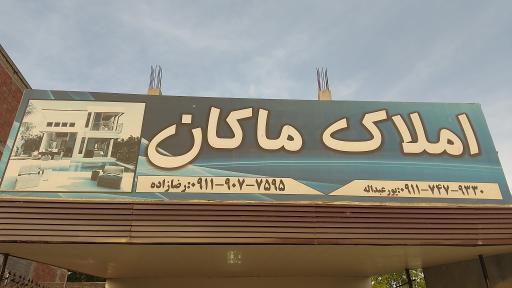 املاک ماکان
پورعبداله:۰۹۱۱-۷۴۷-۹۳۳۰
رضازاده:۰۹۱۱-۹۰۷-۷۵۹۵